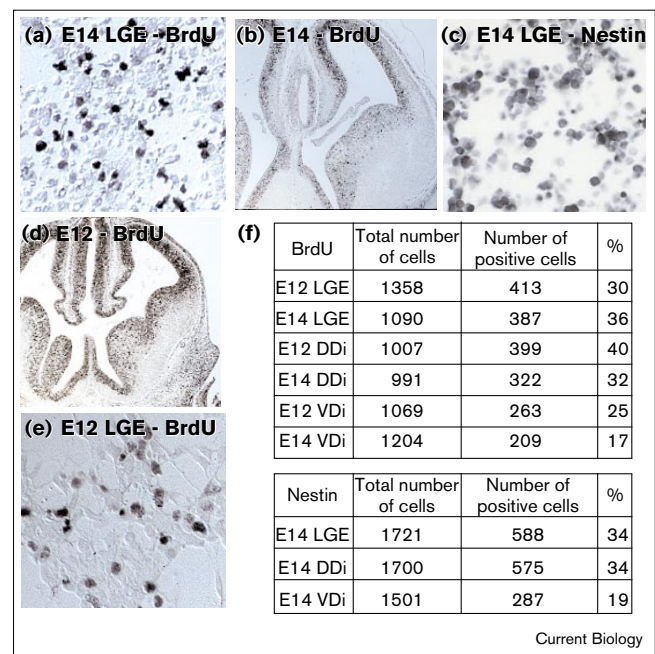 (a) E14 LGE - BrdU
(b) E14 - BrdU
(c) E14 LGE - Nestin
(d) E12 - BrdU
(e) E12 LGE - BrdU
(f)
BrdU Total number of cells Number of positive cells %
E12 LGE 1358 413 30
E14 LGE 1090 387 36
E12 DDi 1007 399 40
E14 DDi 991 322 32
E12 VDi 1069 263 25
E14 VDi 1204 209 17
Nestin Total number of cells Number of positive cells %
E14 LGE 1721 588 34
E14 DDi 1700 575 34
E14 VDi 1501 287 19
Current Biology